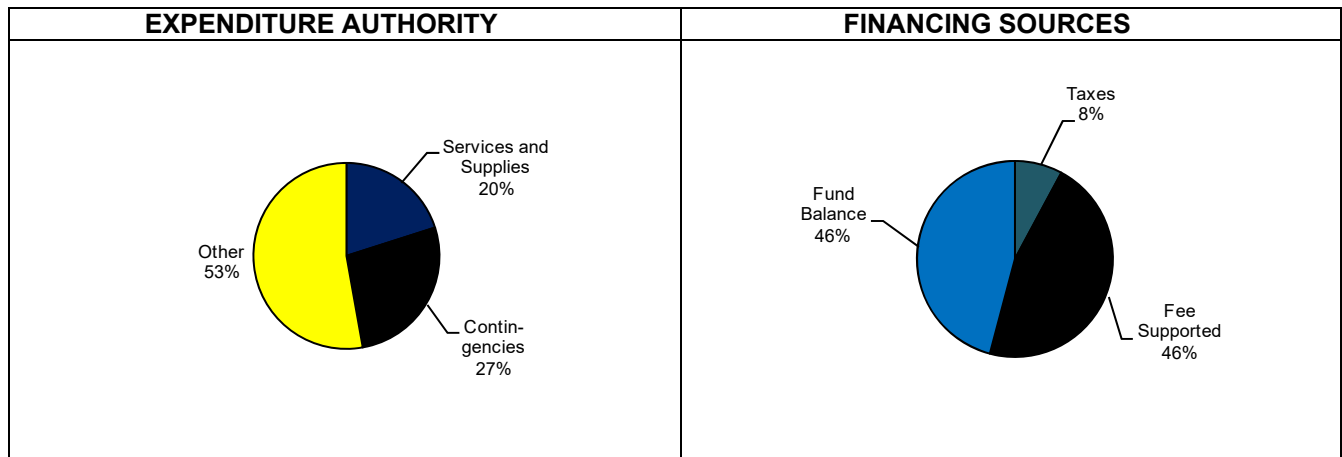 EXPENDITURE AUTHORITY
Services and
Supplies
20%
Other
53%
Contin-
gencies
27%
FINANCING SOURCES
Taxes
8%
Fund
Balance
46%
Fee
Supported
46%